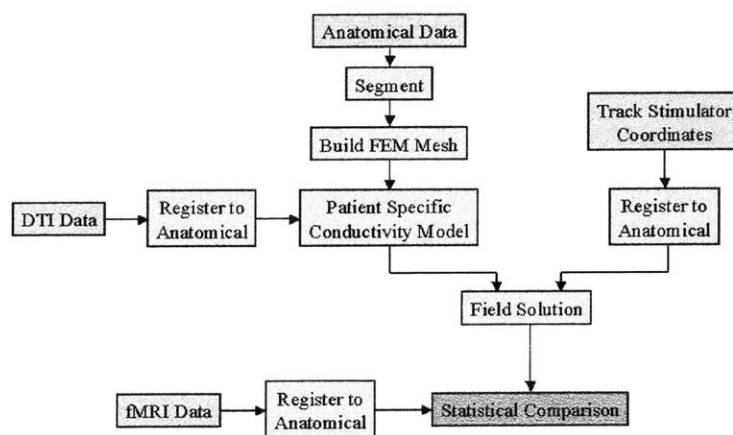 Anatomical Data
Segment
Build FEM Mesh
Track Stimulator
Coordinates
DTI Data
Register to
Anatomical
Patient Specific
Conductivity Model
Register to
Anatomical
Field Solution
fMRI Data
Register to
Anatomical
Statistical Comparison